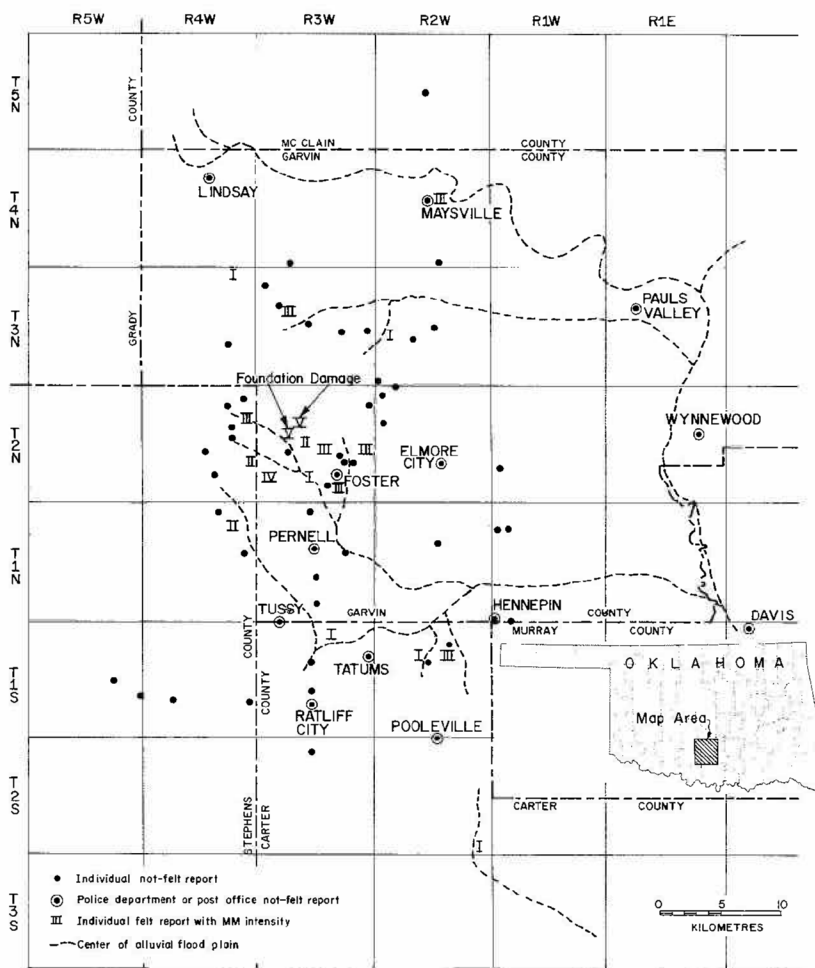 R5W R4W R3W R2W R1W R1E
T5N
COUNTY
MC CLAIN COUNTY
GARVIN COUNTY
LINDSAY
T4N
III
MAYSVILLE
I
PAULS
VALLEY
III
T3N
I
GRADY
Foundation Damage
V
III
V
WYNNEWOOD
II
T2N
III
III
ELMORE
CITY
II
IV
I
FOSTER
III
II
PERNELL
T1N
TUSSY
GARVIN COUNTY
HENNEPIN
MURRAY COUNTY
DAVIS
COUNTY
I
I
III
TATUMS
OKLAHOMA
T1S
COUNTY
RATLIFF
CITY
Map Area
POOLEVILLE
T2S
CARTER COUNTY
STEPHENS
CARTER
I
T3S
Individual not-felt report
Police department or post office not-felt report
III Individual felt report with MM intensity
Center of alluvial flood plain
0 5 10
KILOMETRES